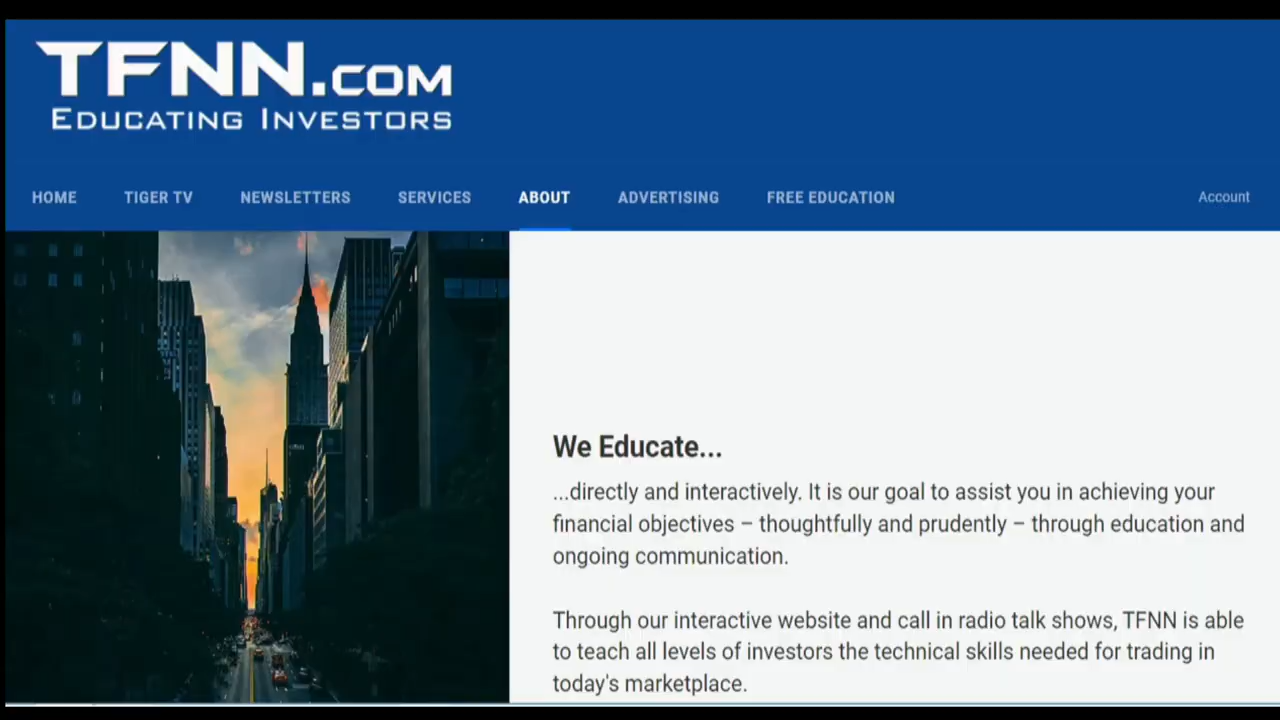 TFNN.COM
EDUCATING INVESTORS
HOME TIGER TV NEWSLETTERS SERVICES ABOUT ADVERTISING FREE EDUCATION Account
We Educate...
...directly and interactively. It is our goal to assist you in achieving your
financial objectives – thoughtfully and prudently – through education and
ongoing communication.
Through our interactive website and call in radio talk shows, TFNN is able
to teach all levels of investors the technical skills needed for trading in
today's marketplace.